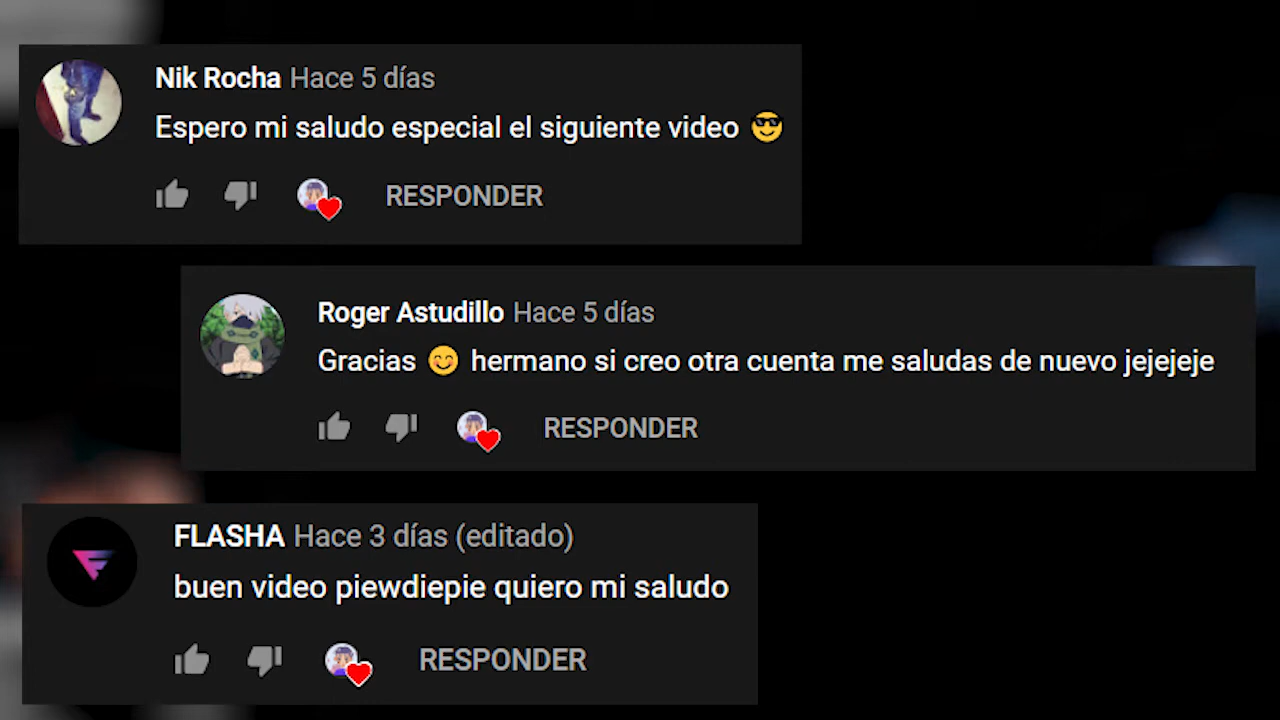 Nik Rocha Hace 5 días
Espero mi saludo especial el siguiente video 😎
RESPONDER
Roger Astudillo Hace 5 días
Gracias 😊 hermano si creo otra cuenta me saludas de nuevo jejejeje
RESPONDER
FLASHA Hace 3 días (editado)
buen video piewdiepie quiero mi saludo
RESPONDER